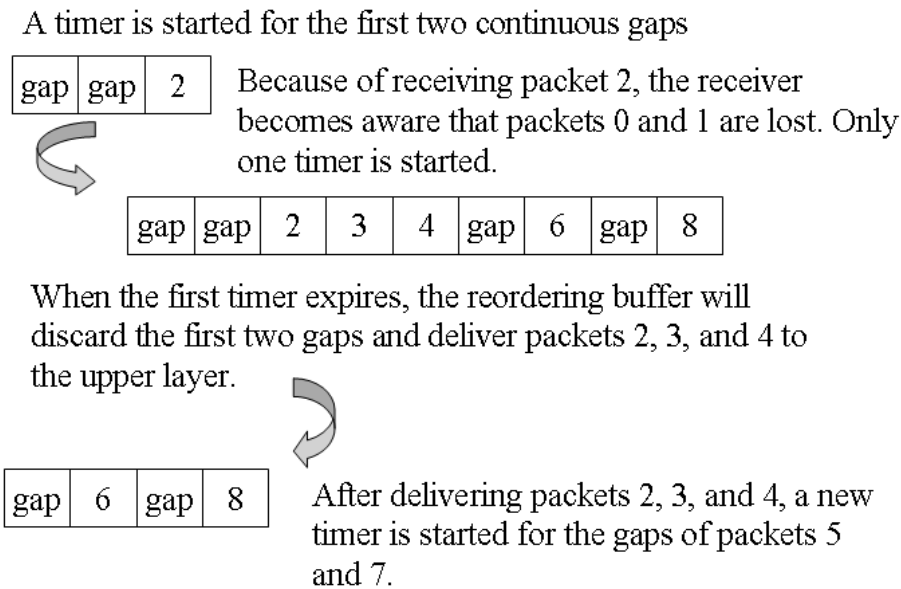 A timer is started for the first two continuous gaps
gap gap 2
Because of receiving packet 2, the receiver
becomes aware that packets 0 and 1 are lost. Only
one timer is started.
gap gap 2 3 4 gap 6 gap 8
When the first timer expires, the reordering buffer will
discard the first two gaps and deliver packets 2, 3, and 4 to
the upper layer.
gap 6 gap 8
After delivering packets 2, 3, and 4, a new
timer is started for the gaps of packets 5
and 7.